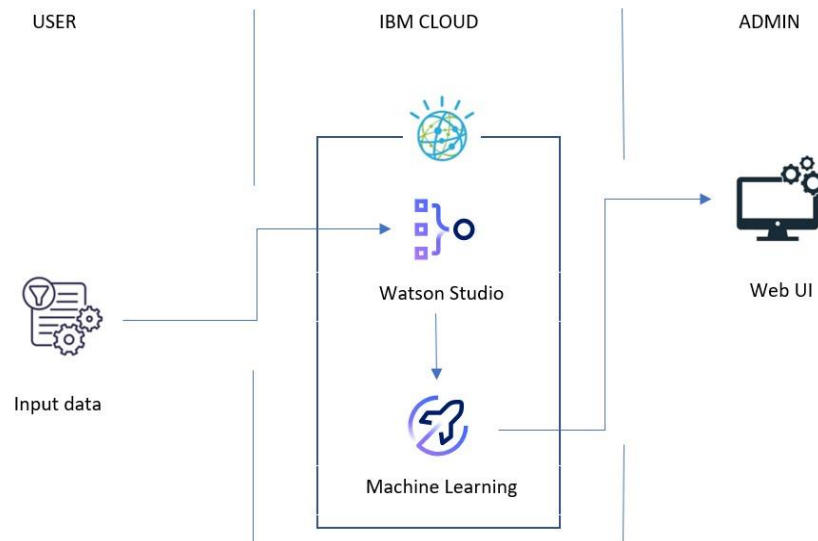 USER
IBM CLOUD
ADMIN
Watson Studio
Web UI
Input data
Machine Learning